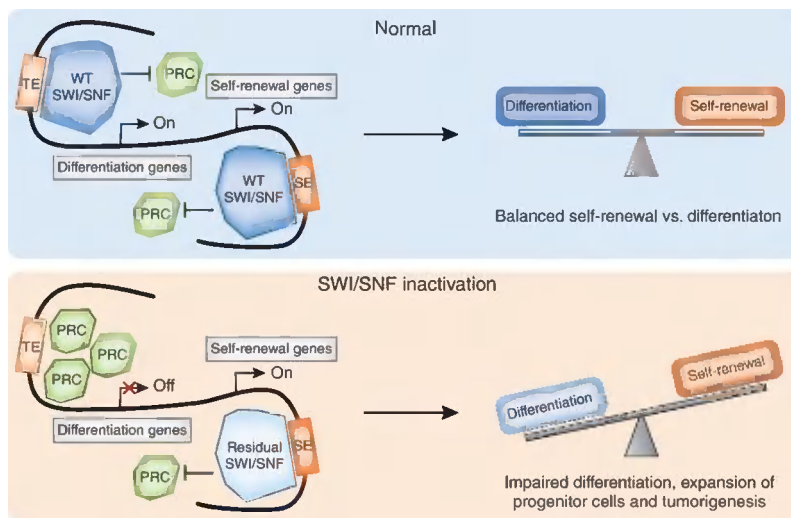 Normal
TE
WT
SWI/SNF
PRC
Self-renewal genes
On
On
Differentiation genes
WT
SWI/SNF
SE
PRC
Differentiation
Self-renewal
Balanced self-renewal vs. differentiaton
SWI/SNF inactivation
TE
PRC
PRC
PRC
Self-renewal genes
On
Off
Differentiation genes
Residual
SWI/SNF
SE
PRC
Differentiation
Self-renewal
Impaired differentiation, expansion of
progenitor cells and tumorigenesis